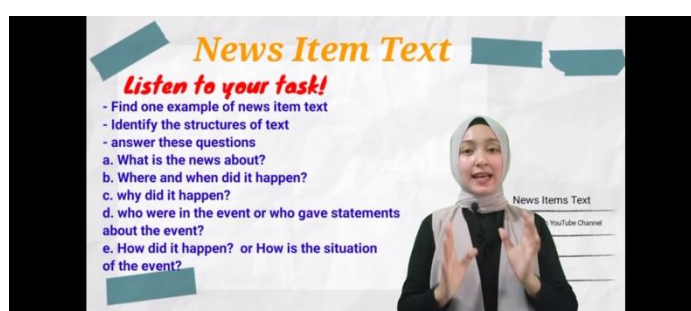 News Item Text
Listen to your task!
- Find one example of news item text
- Identify the structures of text
- answer these questions
a. What is the news about?
b. Where and when did it happen?
c. why did it happen?
d. who were in the event or who gave statements
about the event?
e. How did it happen?  or How is the situation
of the event?
News Items Text
YouTube Channel